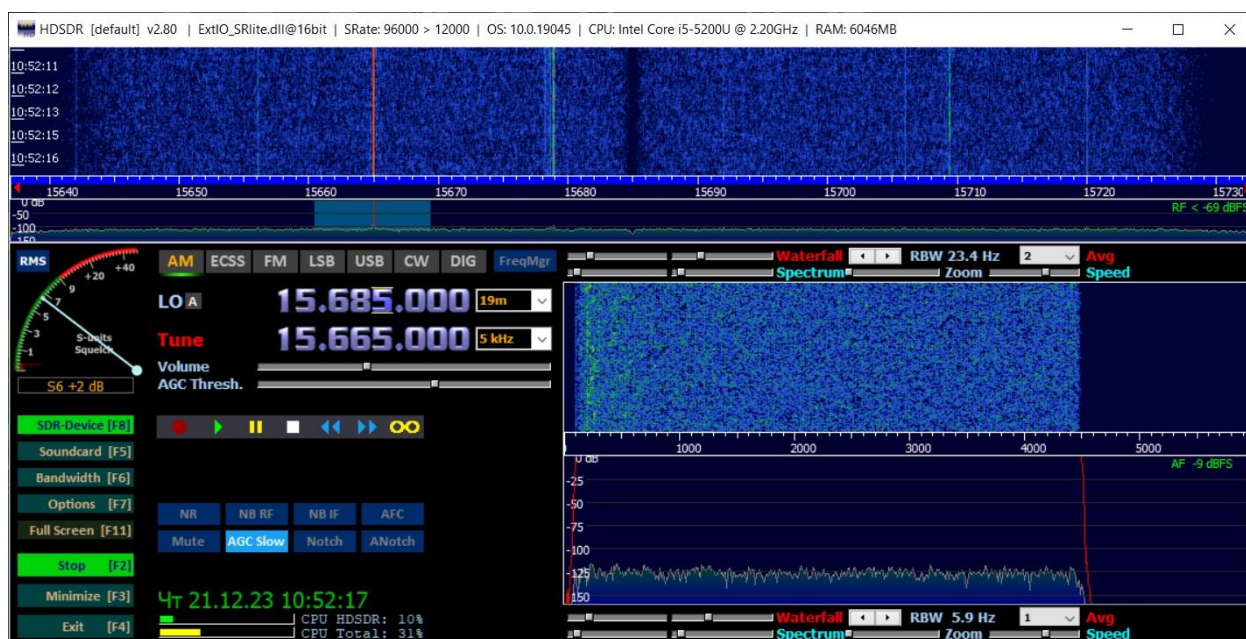 HDSDR [default] v2.80 | ExtIO_SRlite.dll@16bit | SRate: 96000 > 12000 | OS: 10.0.19045 | CPU: Intel Core i5-5200U @ 2.20GHz | RAM: 6046MB
10:52:11
10:52:12
10:52:13
10:52:15
10:52:16
15640 15650 15660 15670 15680 15690 15700 15710 15720 15730
0 dB
-50
-100
150
RF < -69 dBFS
RMS
1 3 5 7 9 +20 +40
S-units
Squelch
S6 +2 dB
AM ECSS FM LSB USB CW DIG FreqMgr
LO A 15.685.000 19m
Tune 15.665.000 5 kHz
Volume
AGC Thresh.
Waterfall RBW 23.4 Hz 2 Avg
Spectrum Zoom Speed
SDR-Device [F8]
Soundcard [F5]
Bandwidth [F6]
Options [F7]
Full Screen [F11]
Stop [F2]
Minimize [F3]
Exit [F4]
NR NB RF NB IF AFC
Mute AGC Slow Notch ANotch
Чт 21.12.23 10:52:17
CPU HDSDR: 10%
CPU Total: 31%
1000 2000 3000 4000 5000
0 dB
-25
-50
-75
-100
-125
-150
AF -9 dBFS
Waterfall RBW 5.9 Hz 1 Avg
Spectrum Zoom Speed